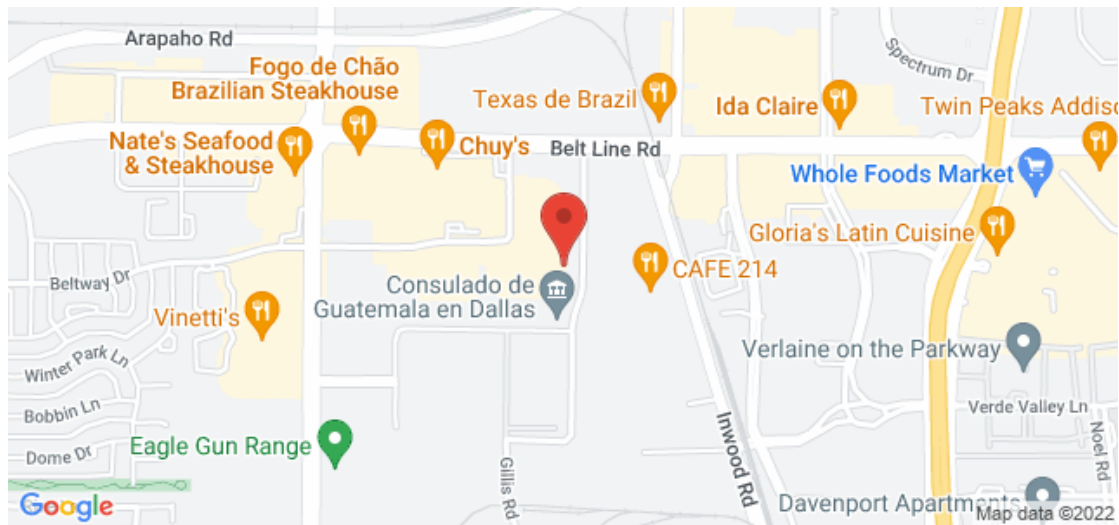 Arapaho Rd
Spectrum Dr
Fogo de Chão
Brazilian Steakhouse
Texas de Brazil
Ida Claire
Twin Peaks Addisc
Nate's Seafood
& Steakhouse
Chuy's
Belt Line Rd
Whole Foods Market
Gloria's Latin Cuisine
CAFE 214
Beltway Dr
Consulado de
Guatemala en Dallas
Vinetti's
Verlaine on the Parkway
Winter Park Ln
Bobbin Ln
Verde Valley Ln
Noel Rd
Inwood Rd
Eagle Gun Range
Dome Dr
Gillis Rd
Davenport Apartments
Google
Map data ©2022